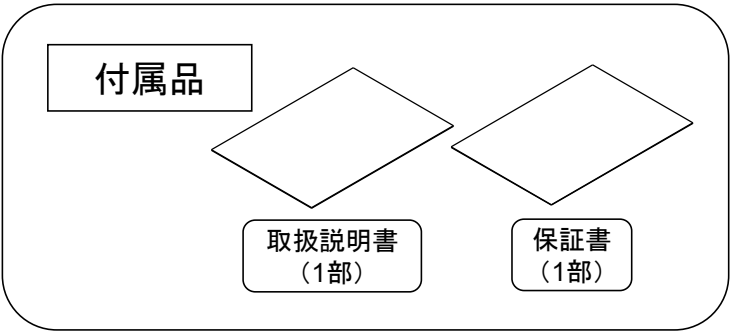 付属品
取扱説明書
（1部）
保証書
（1部）